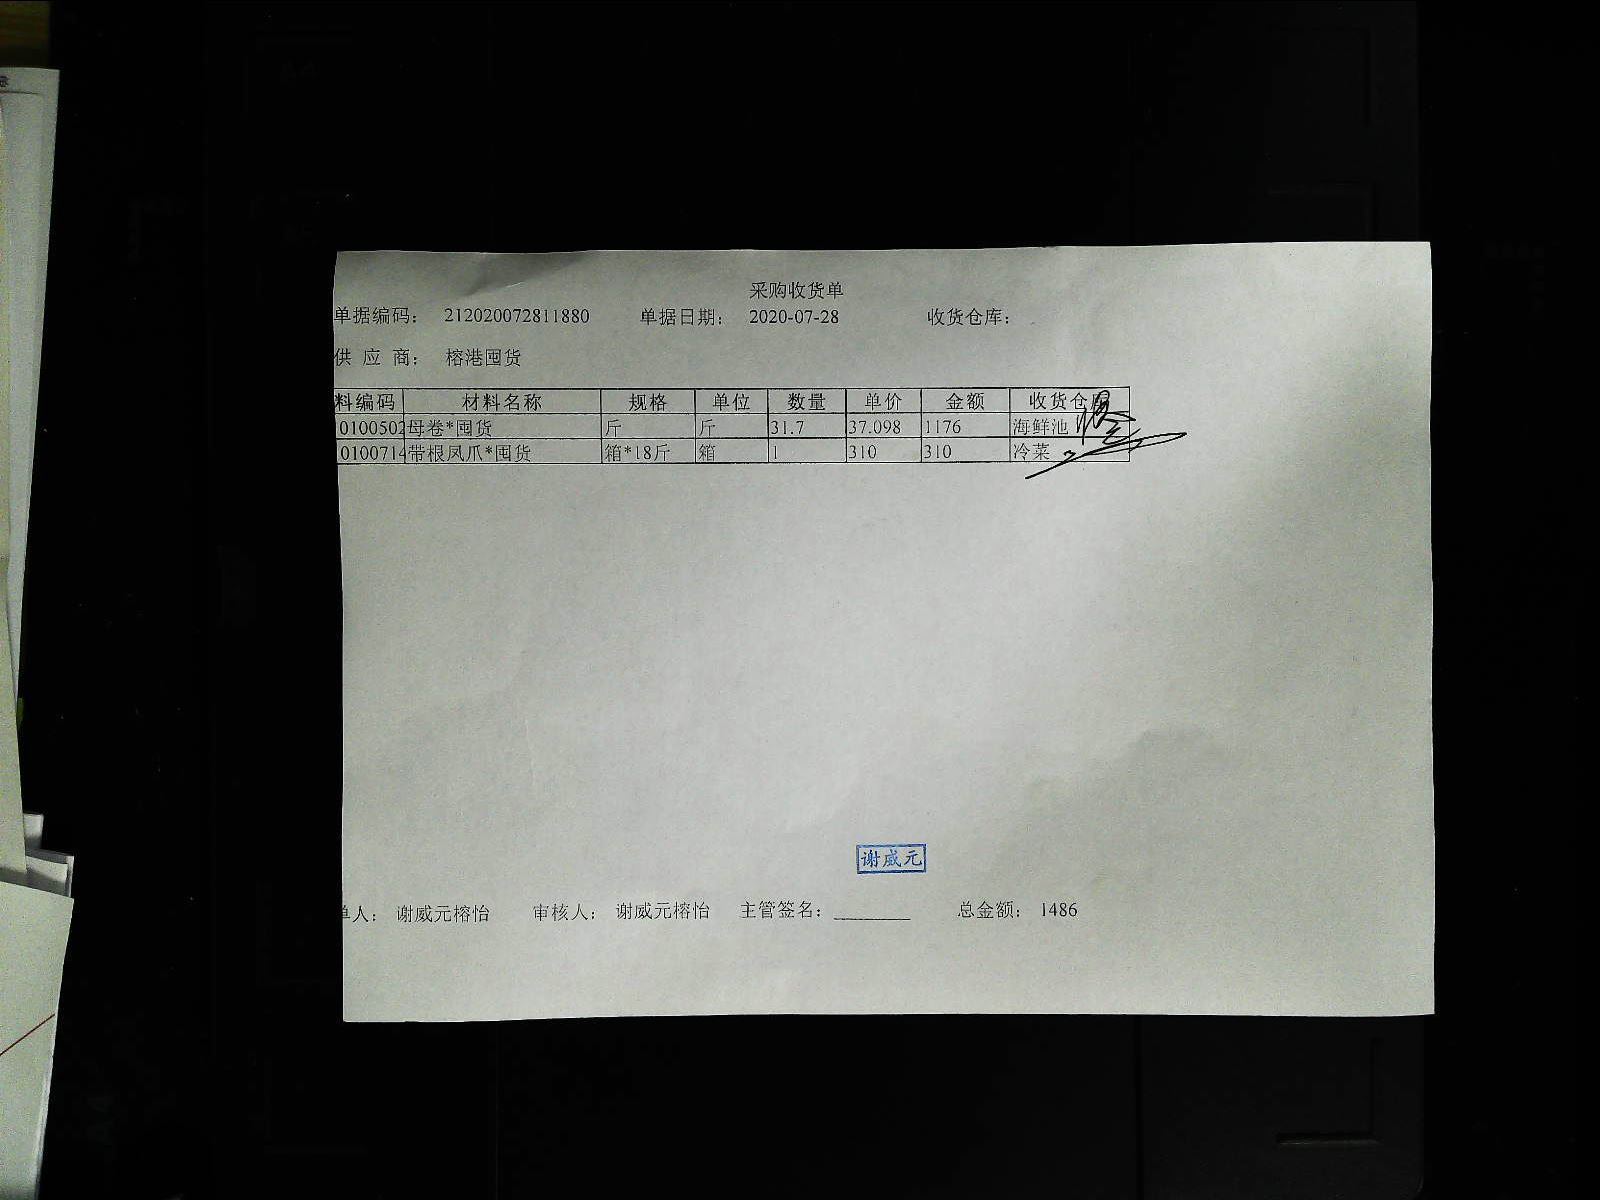 采购收货单
单据编码： 212020072811880 单据日期： 2020-07-28 收货仓库：
供 应 商： 榕港囤货
料编码 材料名称 规格 单位 数量 单价 金额 收货仓
0100502 母卷*囤货 斤 斤 31.7 37.098 1176 海鲜池
0100714 带根凤爪*囤货 箱*18斤 箱 1 310 310 冷菜
谢威元
单人： 谢威元榕怡 审核人： 谢威元榕怡 主管签名：________ 总金额： 1486